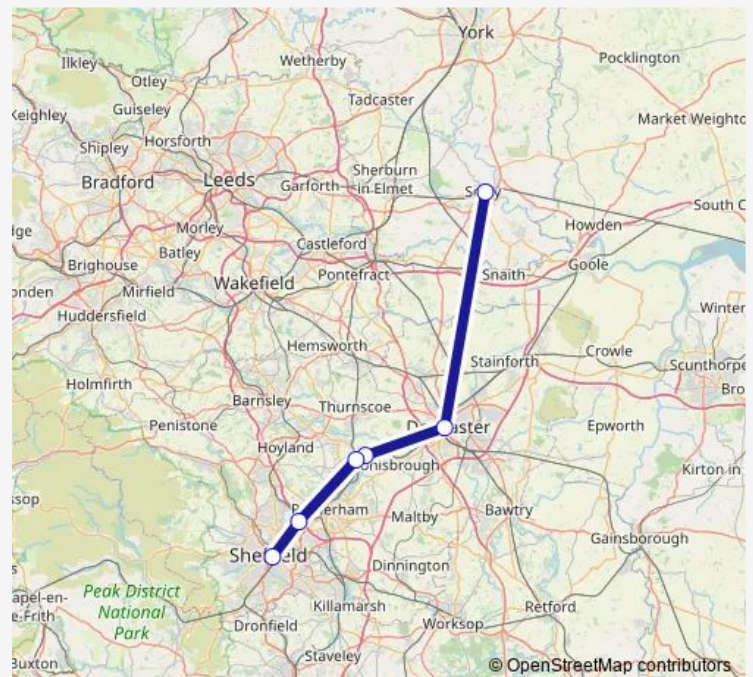 York
Ilkley
Wetherby
Pocklington
Otley
Keighley
Guiseley
Tadcaster
Market Weighto
Horsforth
Shipley
Bradford
Leeds
Garforth
Sherburn
in Elmet
South C
Howden
Morley
Castleford
Batley
Brighouse
Goole
Wakefield
Pontefract
Snaith
onden
Mirfield
Huddersfield
Winter
Hemsworth
Crowle
Stainforth
Scunthorpe
Holmfirth
Bro
Barnsley
Thurnscoe
Penistone
Epworth
Hoyland
nisbrough
Kirton in
ssop
Maltby
Bawtry
Gainsborough
Dinnington
Peak District
National
Park
apel-en-
e-Frith
Killamarsh
Retford
Dronfield
Worksop
Staveley
Buxton
© OpenStreetMap contributors